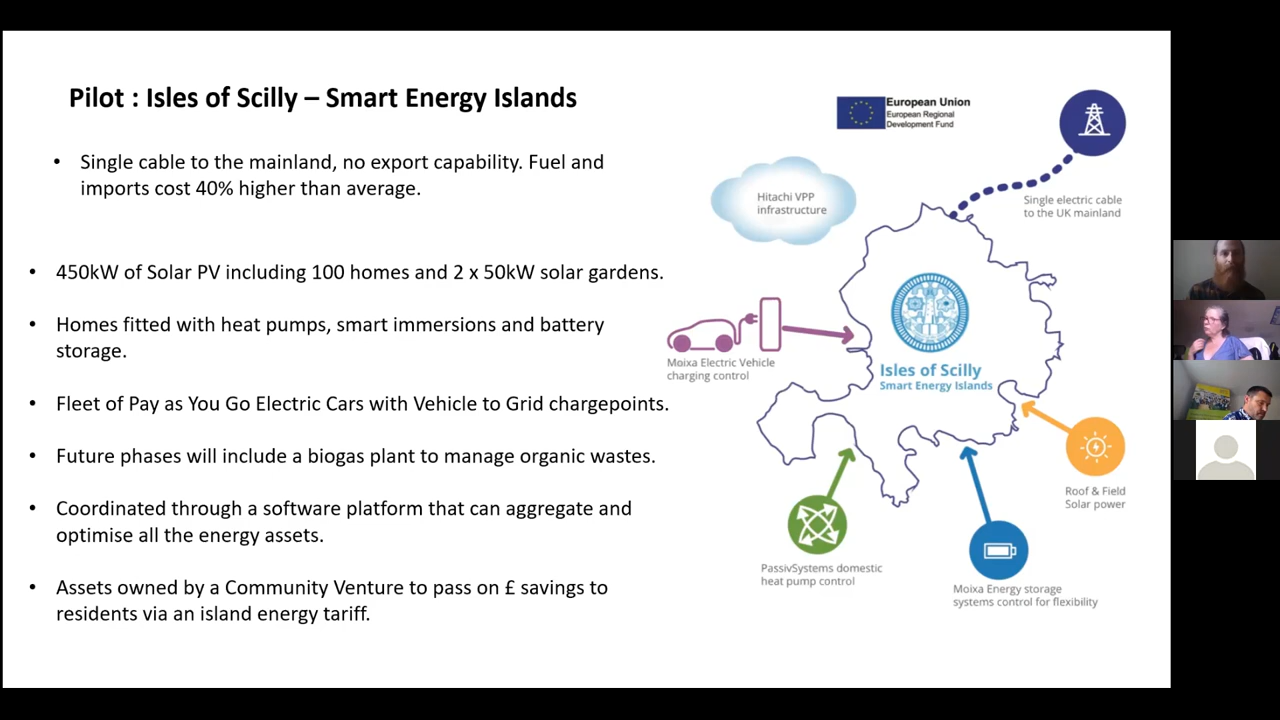 Pilot : Isles of Scilly – Smart Energy Islands
• Single cable to the mainland, no export capability. Fuel and
imports cost 40% higher than average.
• 450kW of Solar PV including 100 homes and 2 x 50kW solar gardens.
• Homes fitted with heat pumps, smart immersions and battery
storage.
• Fleet of Pay as You Go Electric Cars with Vehicle to Grid chargepoints.
• Future phases will include a biogas plant to manage organic wastes.
• Coordinated through a software platform that can aggregate and
optimise all the energy assets.
• Assets owned by a Community Venture to pass on £ savings to
residents via an island energy tariff.
European Union
European Regional
Development Fund
Hitachi VPP
infrastructure
Single electric cable
to the UK mainland
Moixa Electric Vehicle
charging control
Isles of Scilly
Smart Energy Islands
Roof & Field
Solar power
PassivSystems domestic
heat pump control
Moixa Energy storage
systems control for flexibility